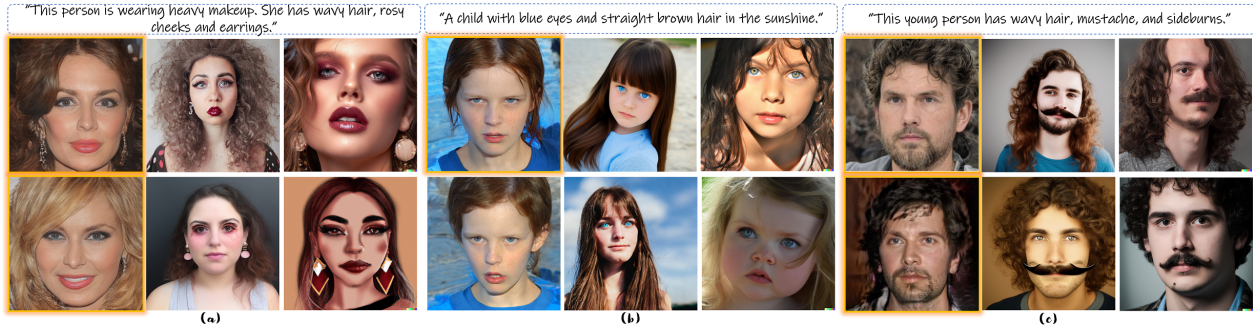 "This person is wearing heavy makeup. She has wavy hair, rosy
cheeks and earrings."
"A child with blue eyes and straight brown hair in the sunshine."
"This young person has wavy hair, mustache, and sideburns."
(a)
(b)
(c)